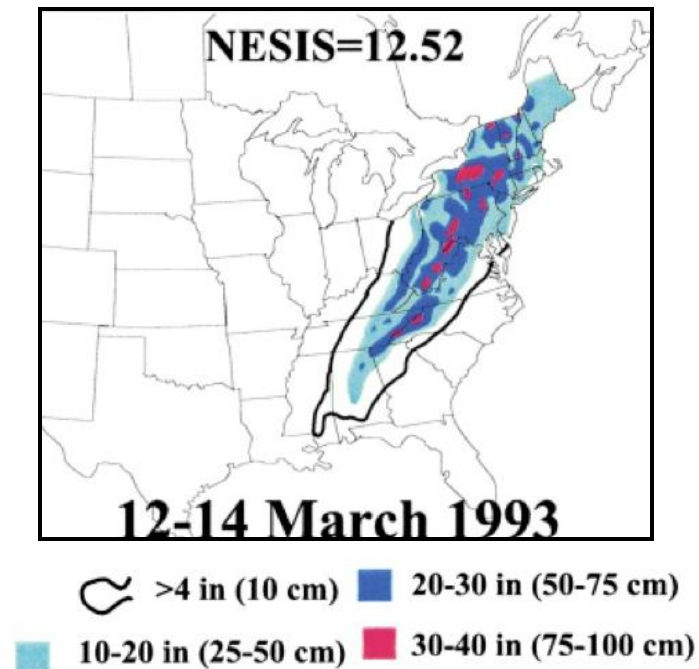 NESIS=12.52
12-14 March 1993
>4 in (10 cm)
20-30 in (50-75 cm)
10-20 in (25-50 cm)
30-40 in (75-100 cm)